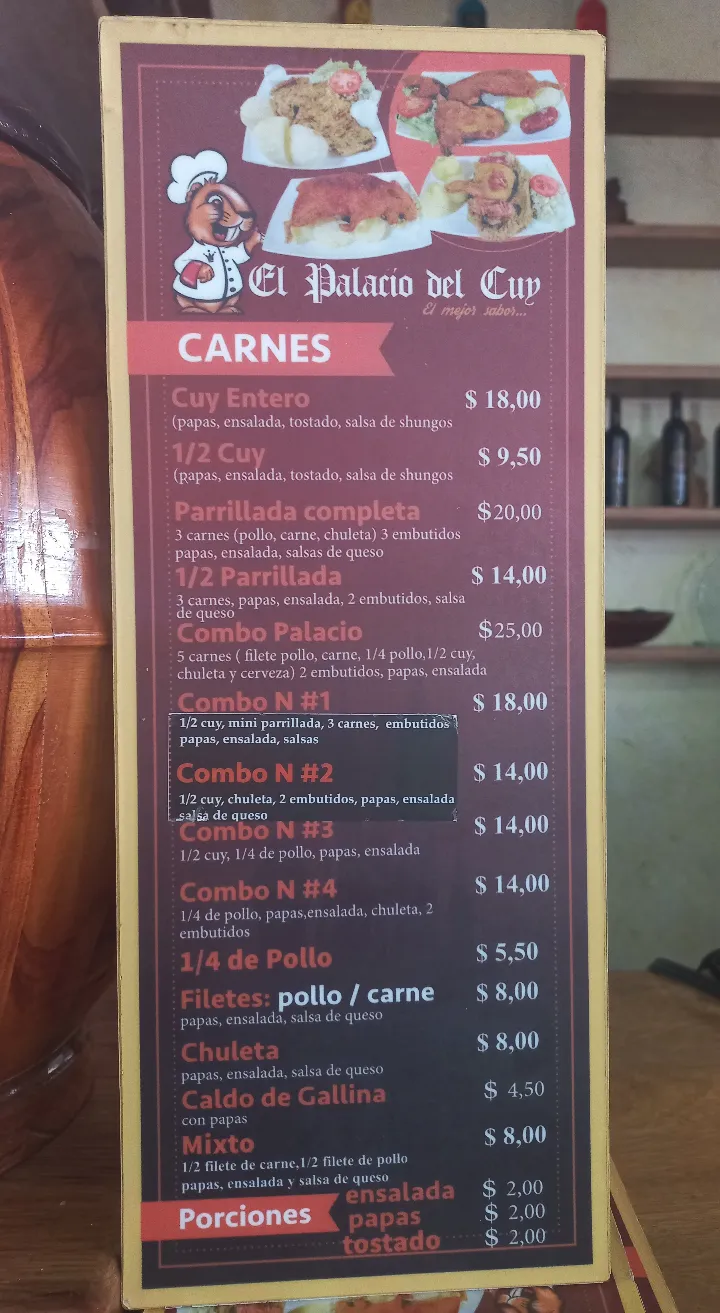 El Palacio del Cuy
El mejor sabor...
CARNES
Cuy Entero $ 18,00
(papas, ensalada, tostado, salsa de shungos
1/2 Cuy $ 9,50
(papas, ensalada, tostado, salsa de shungos
Parrillada completa $20,00
3 carnes (pollo, carne, chuleta) 3 embutidos
papas, ensalada, salsas de queso
1/2 Parrillada $ 14,00
3 carnes, papas, ensalada, 2 embutidos, salsa
de queso
Combo Palacio $25,00
5 carnes ( filete pollo, carne, 1/4 pollo,1/2 cuy,
chuleta y cerveza) 2 embutidos, papas, ensalada
Combo N #1 $ 18,00
1/2 cuy, mini parrillada, 3 carnes, embutidos
papas, ensalada, salsas
Combo N #2 $ 14,00
1/2 cuy, chuleta, 2 embutidos, papas, ensalada
salsa de queso
Combo N #3 $ 14,00
1/2 cuy, 1/4 de pollo, papas, ensalada
Combo N #4 $ 14,00
1/4 de pollo, papas,ensalada, chuleta, 2
embutidos
1/4 de Pollo $ 5,50
Filetes: pollo / carne $ 8,00
papas, ensalada, salsa de queso
Chuleta $ 8,00
papas, ensalada, salsa de queso
Caldo de Gallina $ 4,50
con papas
Mixto $ 8,00
1/2 filete de carne,1/2 filete de pollo
papas, ensalada y salsa de queso
Porciones
ensalada $ 2,00
papas $ 2,00
tostado $ 2,00